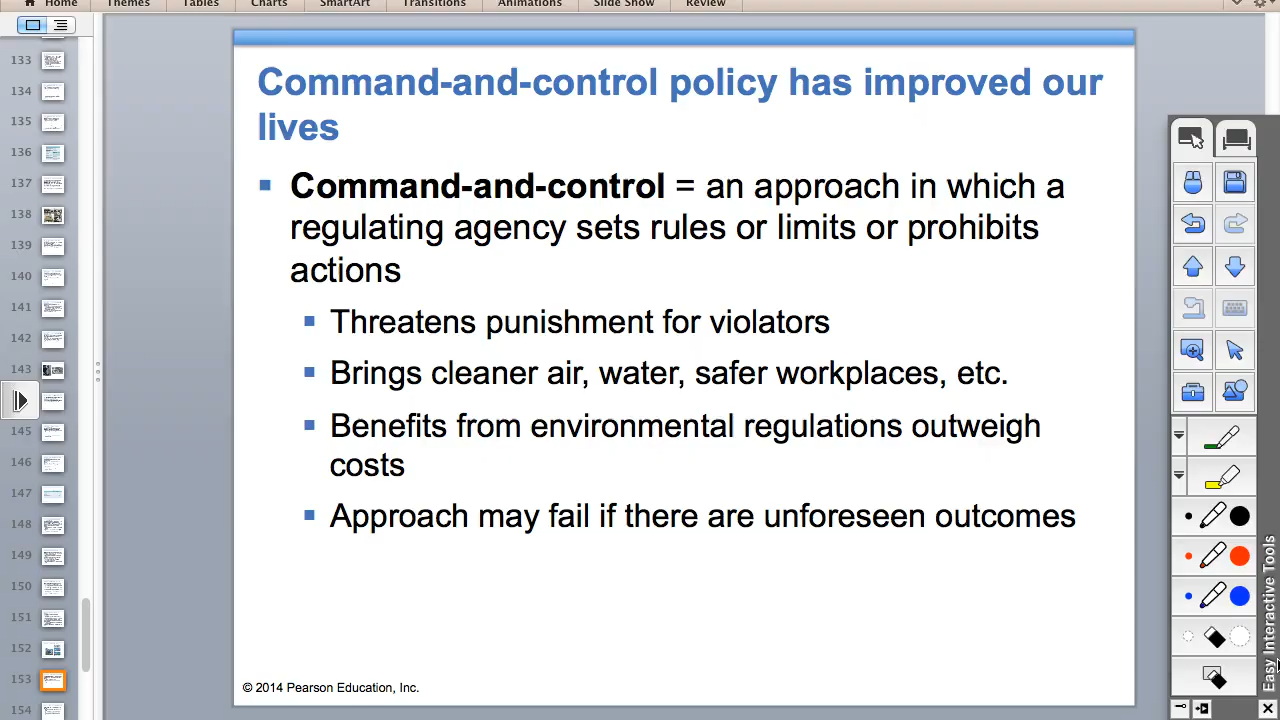 Home Themes Tables Charts SmartArt Transitions Animations Slide Show Review
133
134
135
136
137
138
139
140
141
142
143
145
146
147
148
149
150
151
152
153
154
Command-and-control policy has improved our
lives
Command-and-control = an approach in which a
regulating agency sets rules or limits or prohibits
actions
Threatens punishment for violators
Brings cleaner air, water, safer workplaces, etc.
Benefits from environmental regulations outweigh
costs
Approach may fail if there are unforeseen outcomes
© 2014 Pearson Education, Inc.
Easy Interactive Tools